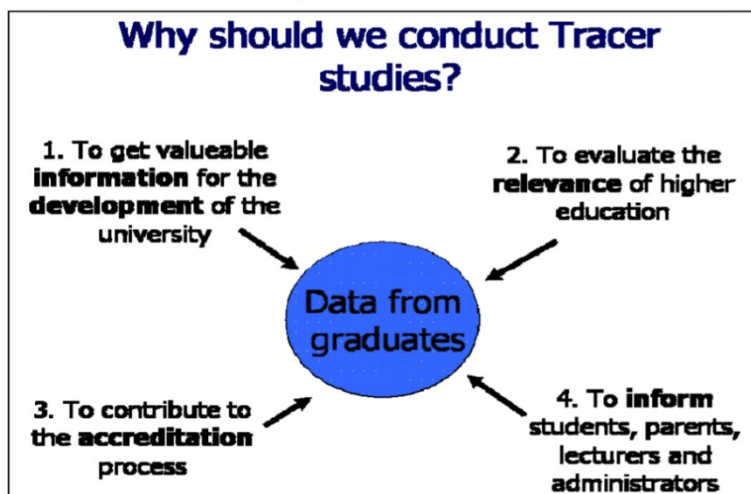 Why should we conduct Tracer
studies?
1. To get valueable
information for the
development of the
university
2. To evaluate the
relevance of higher
education
Data from
graduates
3. To contribute to
the accreditation
process
4. To inform
students, parents,
lecturers and
administrators